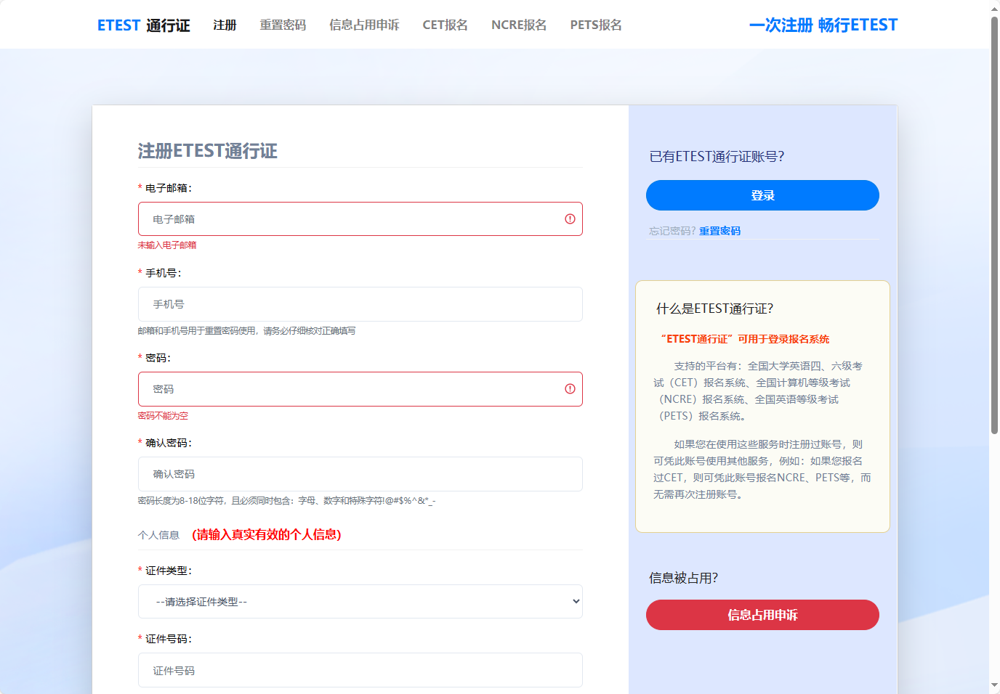 ETEST 通行证 注册 重置密码 信息占用申诉 CET报名 NCRE报名 PETS报名 一次注册 畅行ETEST
注册ETEST通行证
* 电子邮箱：
电子邮箱
未输入电子邮箱
* 手机号：
手机号
邮箱和手机号用于重置密码使用，请务必仔细核对正确填写
* 密码：
密码
密码不能为空
* 确认密码：
确认密码
密码长度为8-18位字符，且必须同时包含：字母、数字和特殊字符!@#$%^&*_-
个人信息 (请输入真实有效的个人信息)
* 证件类型：
--请选择证件类型--
* 证件号码：
证件号码
已有ETEST通行证账号？
登录
忘记密码? 重置密码
什么是ETEST通行证？
“ETEST通行证”可用于登录报名系统
支持的平台有：全国大学英语四、六级考
试（CET）报名系统、全国计算机等级考试
（NCRE）报名系统、全国英语等级考试
（PETS）报名系统。
如果您在使用这些服务时注册过账号，则
可凭此账号使用其他服务，例如：如果您报名
过CET，则可凭此账号报名NCRE、PETS等，而
无需再次注册账号。
信息被占用？
信息占用申诉